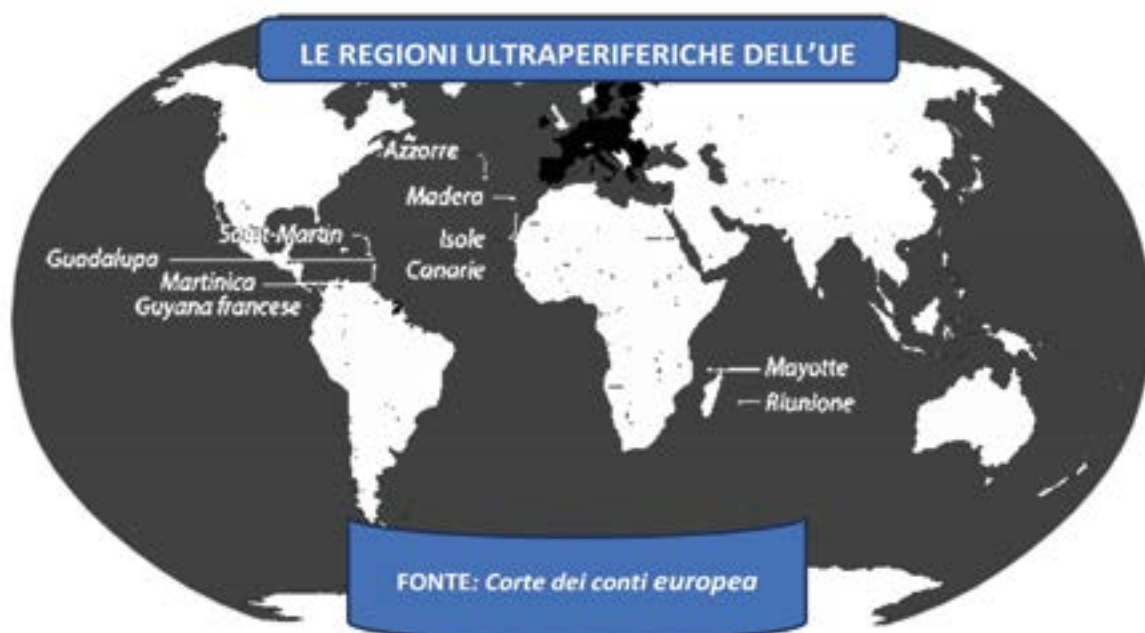 LE REGIONI ULTRAPERIFERICHE DELL'UE
Azzorre
Madera
Saint-Martin
Isole
Guadalupa
Canarie
Martinica
Guyana francese
Mayotte
Riunione
FONTE: Corte dei conti europea